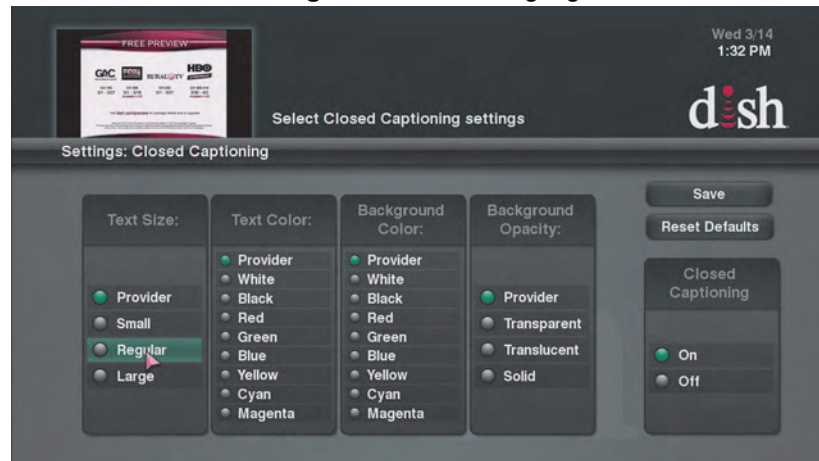 FREE PREVIEW
GAC
RURAL TV
HBO
Wed 3/14
1:32 PM
dish
Select Closed Captioning settings
Settings: Closed Captioning
Text Size:
Provider
Small
Regular
Large
Text Color:
Provider
White
Black
Red
Green
Blue
Yellow
Cyan
Magenta
Background
Color:
Provider
White
Black
Red
Green
Blue
Yellow
Cyan
Magenta
Background
Opacity:
Provider
Transparent
Translucent
Solid
Save
Reset Defaults
Closed
Captioning
On
Off